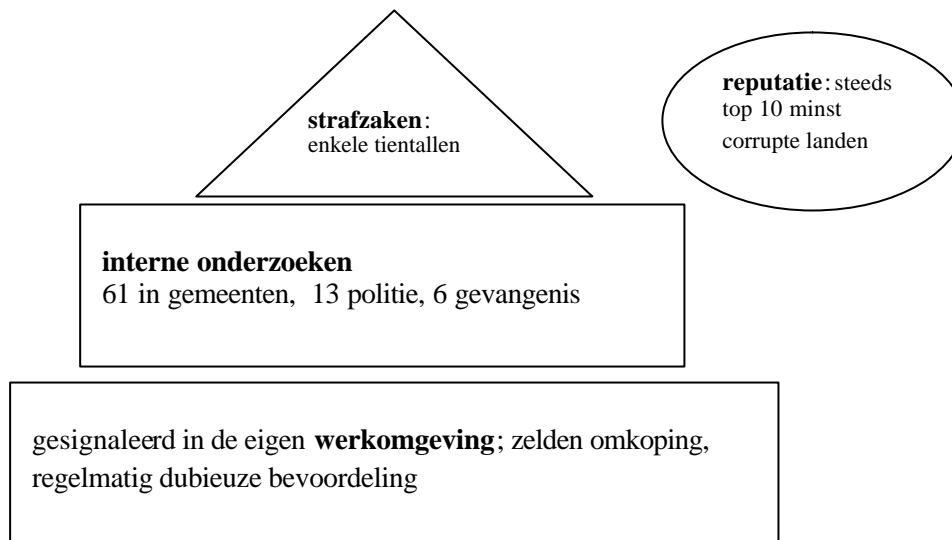 strafzaken:
enkele tientallen
reputatie: steeds
top 10 minst
corrupte landen
interne onderzoeken
61 in gemeenten, 13 politie, 6 gevangenis
gesignaleerd in de eigen werkomgeving; zelden omkoping,
regelmatig dubieuze bevoordeling